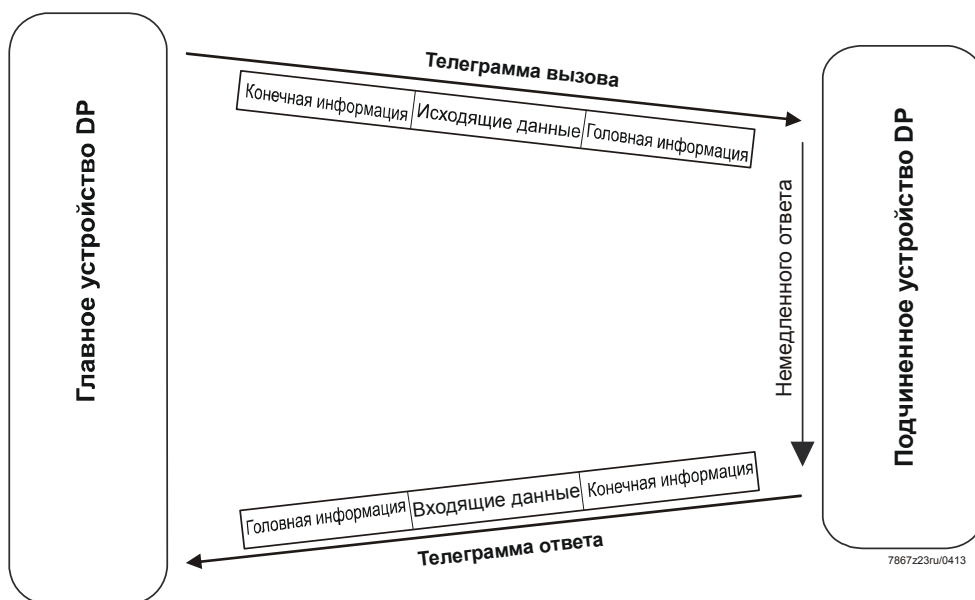 Главное устройство DP
Телеграмма вызова
Конечная информация Исходящие данные Головная информация
Немедленного ответа
Подчиненное устройство DP
Головная информация Входящие данные Конечная информация
Телеграмма ответа
7867z23ru/0413